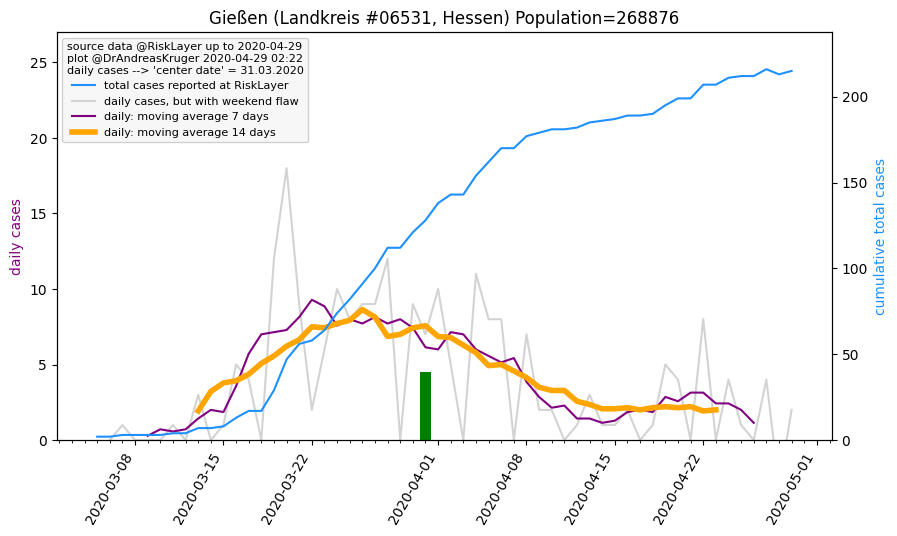 Gießen (Landkreis #06531, Hessen) Population=268876
source data @RiskLayer up to 2020-04-29
plot @DrAndreasKruger 2020-04-29 02:22
daily cases --> 'center date' = 31.03.2020
total cases reported at RiskLayer
daily cases, but with weekend flaw
daily: moving average 7 days
daily: moving average 14 days
daily cases
25
20
15
10
5
0
cumulative total cases
200
150
100
50
0
2020-03-08
2020-03-15
2020-03-22
2020-04-01
2020-04-08
2020-04-15
2020-04-22
2020-05-01